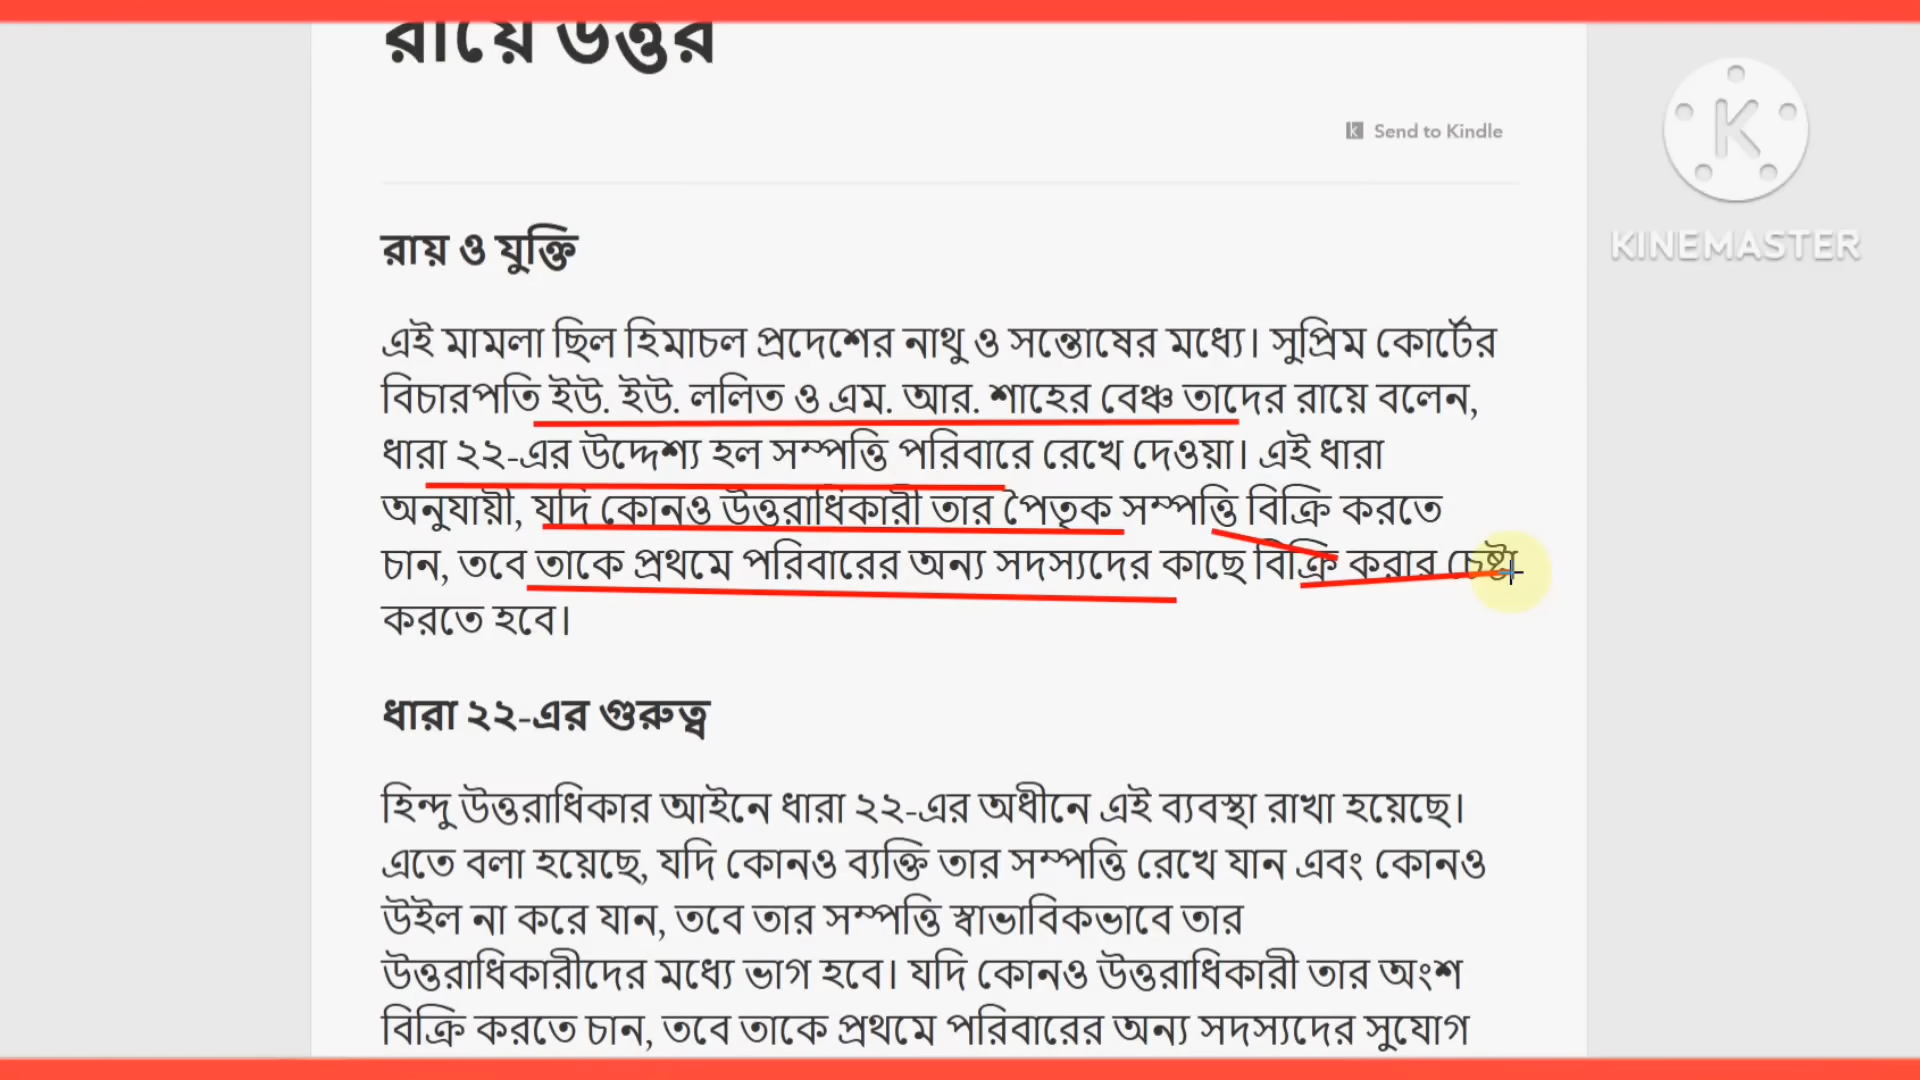 রায়ে উত্তর
Send to Kindle
KINEMASTER
রায় ও যুক্তি
এই মামলা ছিল হিমাচল প্রদেশের নাথু ও সন্তোষের মধ্যে। সুপ্রিম কোর্টের
বিচারপতি ইউ. ইউ. ললিত ও এম. আর. শাহের বেঞ্চ তাদের রায়ে বলেন,
ধারা ২২-এর উদ্দেশ্য হল সম্পত্তি পরিবারে রেখে দেওয়া। এই ধারা
অনুযায়ী, যদি কোনও উত্তরাধিকারী তার পৈতৃক সম্পত্তি বিক্রি করতে
চান, তবে তাকে প্রথমে পরিবারের অন্য সদস্যদের কাছে বিক্রি করার চেষ্টা
করতে হবে।
ধারা ২২-এর গুরুত্ব
হিন্দু উত্তরাধিকার আইনে ধারা ২২-এর অধীনে এই ব্যবস্থা রাখা হয়েছে।
এতে বলা হয়েছে, যদি কোনও ব্যক্তি তার সম্পত্তি রেখে যান এবং কোনও
উইল না করে যান, তবে তার সম্পত্তি স্বাভাবিকভাবে তার
উত্তরাধিকারীদের মধ্যে ভাগ হবে। যদি কোনও উত্তরাধিকারী তার অংশ
বিক্রি করতে চান, তবে তাকে প্রথমে পরিবারের অন্য সদস্যদের সুযোগ